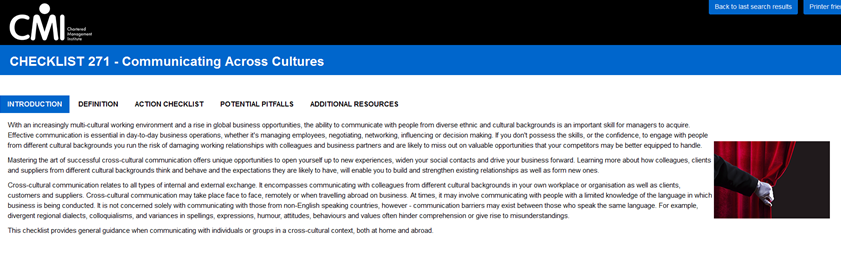 Back to last search results
Printer frie
CMI
Chartered
Management
Institute
CHECKLIST 271 - Communicating Across Cultures
INTRODUCTION
DEFINITION
ACTION CHECKLIST
POTENTIAL PITFALLS
ADDITIONAL RESOURCES
With an increasingly multi-cultural working environment and a rise in global business opportunities, the ability to communicate with people from diverse ethnic and cultural backgrounds is an important skill for managers to acquire.
Effective communication is essential in day-to-day business operations, whether it's managing employees, negotiating, networking, influencing or decision making. If you don't possess the skills, or the confidence, to engage with people
from different cultural backgrounds you run the risk of damaging working relationships with colleagues and business partners and are likely to miss out on valuable opportunities that your competitors may be better equipped to handle.
Mastering the art of successful cross-cultural communication offers unique opportunities to open yourself up to new experiences, widen your social contacts and drive your business forward. Learning more about how colleagues, clients
and suppliers from different cultural backgrounds think and behave and the expectations they are likely to have, will enable you to build and strengthen existing relationships as well as form new ones.
Cross-cultural communication relates to all types of internal and external exchange. It encompasses communicating with colleagues from different cultural backgrounds in your own workplace or organisation as well as clients,
customers and suppliers. Cross-cultural communication may take place face to face, remotely or when travelling abroad on business. At times, it may involve communicating with people with a limited knowledge of the language in which
business is being conducted. It is not concerned solely with communicating with those from non-English speaking countries, however - communication barriers may exist between those who speak the same language. For example,
divergent regional dialects, colloquialisms, and variances in spellings, expressions, humour, attitudes, behaviours and values often hinder comprehension or give rise to misunderstandings.
This checklist provides general guidance when communicating with individuals or groups in a cross-cultural context, both at home and abroad.